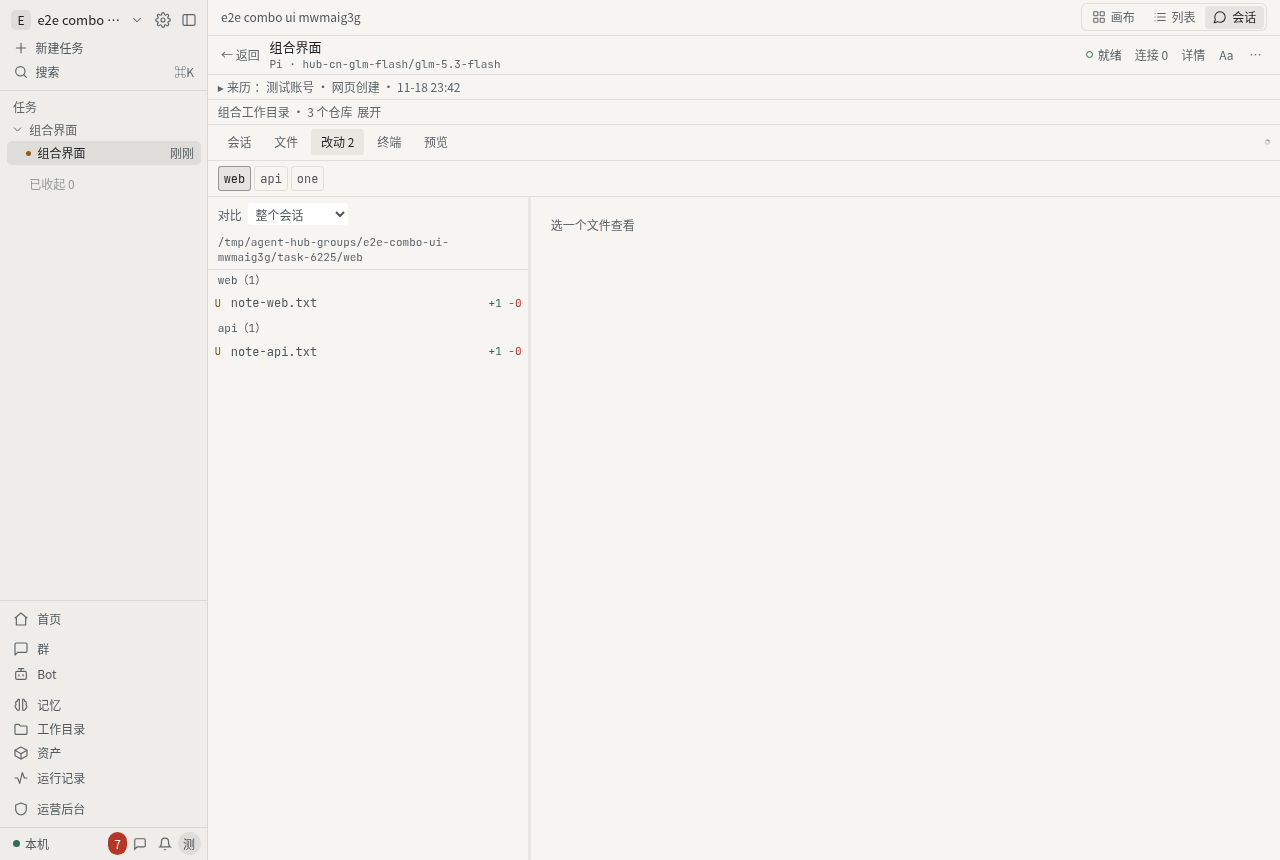 E e2e combo ···
新建任务
搜索 ⌘K
任务
组合界面
组合界面 刚刚
已收起 0
首页
群
Bot
记忆
工作目录
资产
运行记录
运营后台
本机 7 测
e2e combo ui mwmaig3g
画布 列表 会话
← 返回 组合界面
Pi · hub-cn-glm-flash/glm-5.3-flash
就绪 连接 0 详情 Aa ···
▸ 来历： 测试账号 · 网页创建 · 11-18 23:42
组合工作目录 · 3 个仓库 展开
会话 文件 改动 2 终端 预览
web api one
对比 整个会话
/tmp/agent-hub-groups/e2e-combo-ui-
mwmaig3g/task-6225/web
web（1）
U note-web.txt +1 -0
api（1）
U note-api.txt +1 -0
选一个文件查看